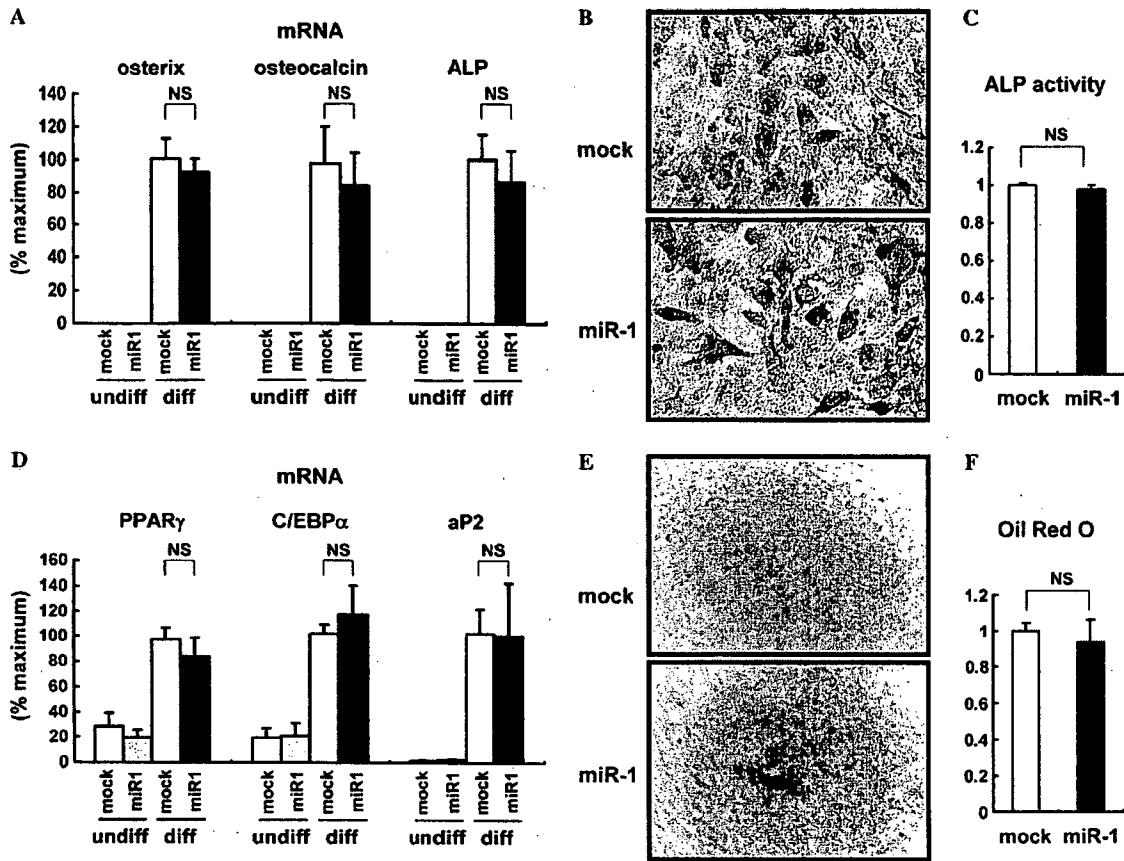 A
mRNA
osterix osteocalcin ALP
NS NS NS
(% maximum)
140
120
100
80
60
40
20
0
mock miR1 mock miR1 mock miR1 mock miR1 mock miR1 mock miR1
undiff diff undiff diff undiff diff
B
mock
miR-1
C
ALP activity
NS
1.2
1
0.8
0.6
0.4
0.2
0
mock miR-1
D
mRNA
PPARγ C/EBPα aP2
NS NS NS
(% maximum)
160
140
120
100
80
60
40
20
0
mock miR1 mock miR1 mock miR1 mock miR1 mock miR1 mock miR1
undiff diff undiff diff undiff diff
E
mock
miR-1
F
Oil Red O
NS
1.2
1
0.8
0.6
0.4
0.2
0
mock miR-1